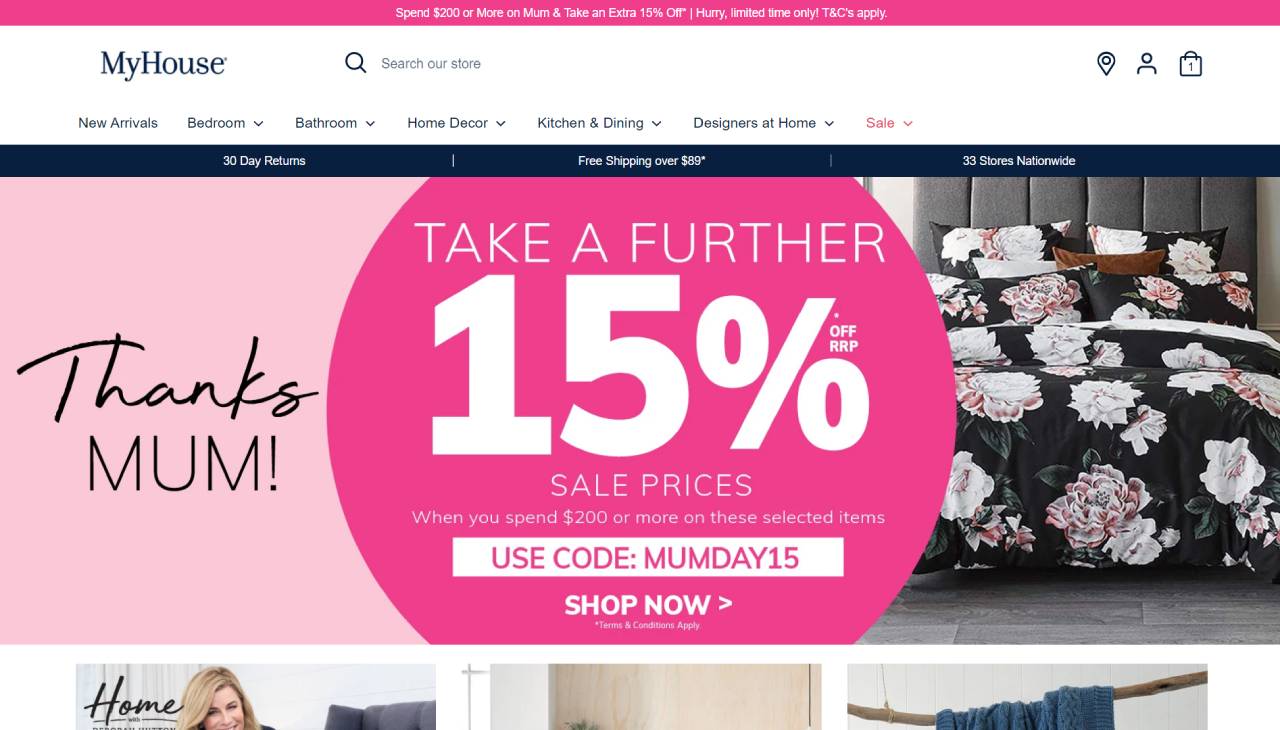 Spend $200 or More on Mum & Take an Extra 15% Off* | Hurry, limited time only! T&C's apply.
MyHouse
Search our store
1
New Arrivals Bedroom Bathroom Home Decor Kitchen & Dining Designers at Home Sale
30 Day Returns | Free Shipping over $89* | 33 Stores Nationwide
Thanks
MUM!
TAKE A FURTHER
15%
*
OFF
RRP
SALE PRICES
When you spend $200 or more on these selected items
USE CODE: MUMDAY15
SHOP NOW >
*Terms & Conditions Apply.
Home
with
DEBORAH HUTTON